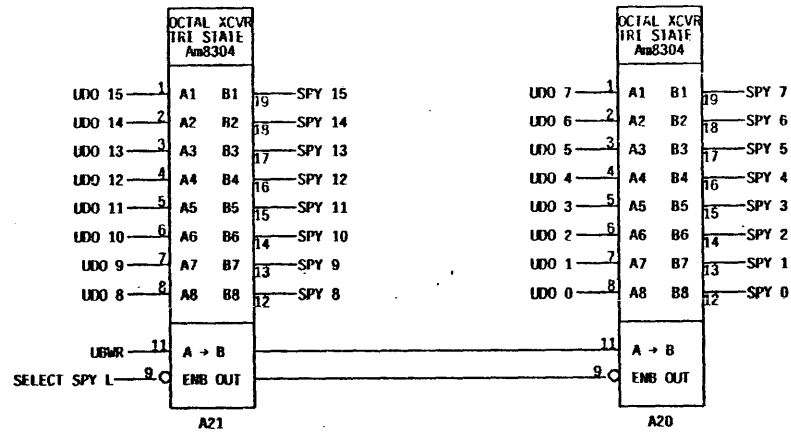 OCTAL XCVR
TRI STATE
Am8304
UDO 15 1 A1 B1 19 SPY 15
UDO 14 2 A2 B2 18 SPY 14
UDO 13 3 A3 B3 17 SPY 13
UDO 12 4 A4 B4 16 SPY 12
UDO 11 5 A5 B5 15 SPY 11
UDO 10 6 A6 B6 14 SPY 10
UDO 9 7 A7 B7 13 SPY 9
UDO 8 8 A8 B8 12 SPY 8
UBWR 11 A → B
SELECT SPY L 9 ENB OUT
A21
OCTAL XCVR
TRI STATE
Am8304
UDO 7 1 A1 B1 19 SPY 7
UDO 6 2 A2 B2 18 SPY 6
UDO 5 3 A3 B3 17 SPY 5
UDO 4 4 A4 B4 16 SPY 4
UDO 3 5 A5 B5 15 SPY 3
UDO 2 6 A6 B6 14 SPY 2
UDO 1 7 A7 B7 13 SPY 1
UDO 0 8 A8 B8 12 SPY 0
11 A → B
9 ENB OUT
A20